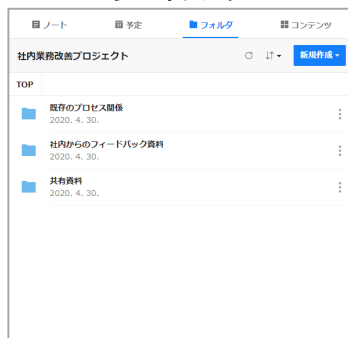 ノート 予定 フォルダ コンテンツ
社内業務改善プロジェクト 新規作成
TOP
既存のプロセス関係
2020. 4. 30.
社内からのフィードバック資料
2020. 4. 30.
共有資料
2020. 4. 30.